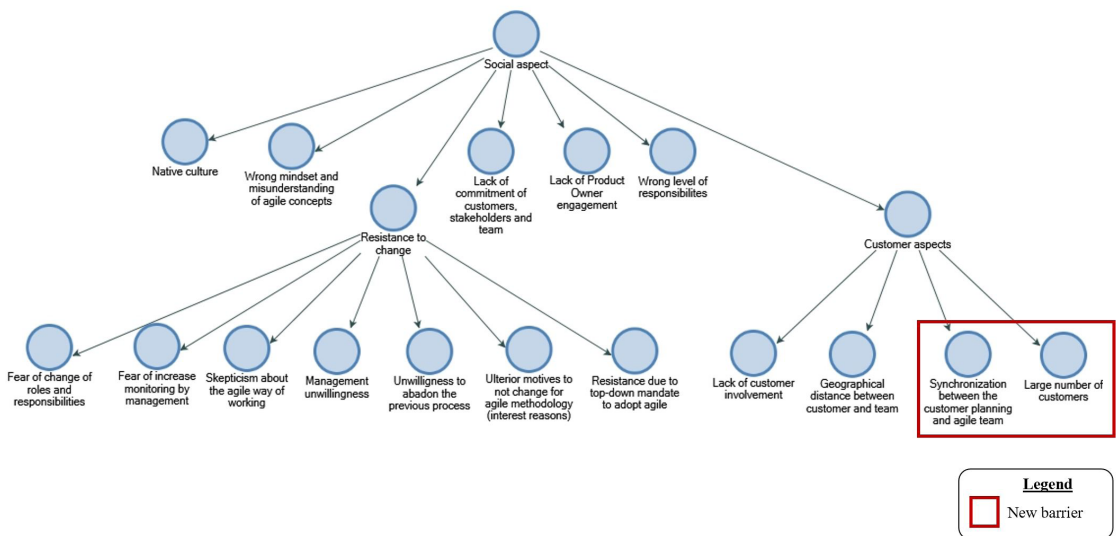 Social aspect
Native culture
Wrong mindset and
misunderstanding
of agile concepts
Lack of
commitment of
customers,
stakeholders and
team
Lack of Product
Owner
engagement
Wrong level of
responsibilites
Resistance to
change
Customer aspects
Fear of change of
roles and
responsibilities
Fear of increase
monitoring by
management
Skepticism about
the agile way of
working
Management
unwillingness
Unwilligness to
abadon the
previous process
Ulterior motives to
not change for
agile methodology
(interest reasons)
Resistance due to
top-down mandate
to adopt agile
Lack of customer
involvement
Geographical
distance between
customer and team
Synchronization
between the
customer planning
and agile team
Large number of
customers
Legend
New barrier